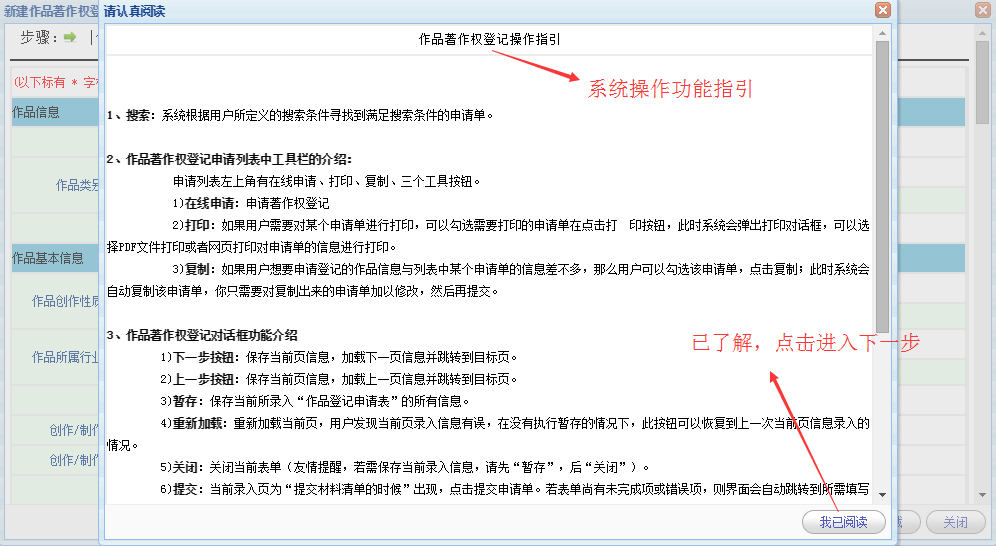 新建作品著作权登
请认真阅读
步骤：
(以下标有 * 字
作品信息
作品类别
作品基本信息
作品创作性质
作品所属行业
创作/制作
创作/制作
作品著作权登记操作指引
系统操作功能指引
1、搜索：系统根据用户所定义的搜索条件寻找到满足搜索条件的申请单。
2、作品著作权登记申请列表中工具栏的介绍：
申请列表左上角有在线申请、打印、复制、三个工具按钮。
1)在线申请：申请著作权登记
2)打印：如果用户需要对某个申请单进行打印，可以勾选需要打印的申请单在点击打　印按钮，此时系统会弹出打印对话框，可以选
择PDF文件打印或者网页打印对申请单的信息进行打印。
3)复制：如果用户想要申请登记的作品信息与列表中某个申请单的信息差不多，那么用户可以勾选该申请单，点击复制；此时系统会
自动复制该申请单，你只需要对复制出来的申请单加以修改，然后再提交。
3、作品著作权登记对话框功能介绍
1)下一步按钮：保存当前页信息，加载下一页信息并跳转到目标页。
已了解，点击进入下一步
2)上一步按钮：保存当前页信息，加载上一页信息并跳转到目标页。
3)暂存：保存当前所录入“作品登记申请表”的所有信息。
4)重新加载：重新加载当前页，用户发现当前页录入信息有误，在没有执行暂存的情况下，此按钮可以恢复到上一次当前页信息录入的
情况。
5)关闭：关闭当前表单（友情提醒，若需保存当前录入信息，请先“暂存”，后“关闭”）。
6)提交：当前录入页为“提交材料清单的时候”出现，点击提交申请单。若表单尚有未完成项或错误项，则界面会自动跳转到所需填写
我已阅读
关闭